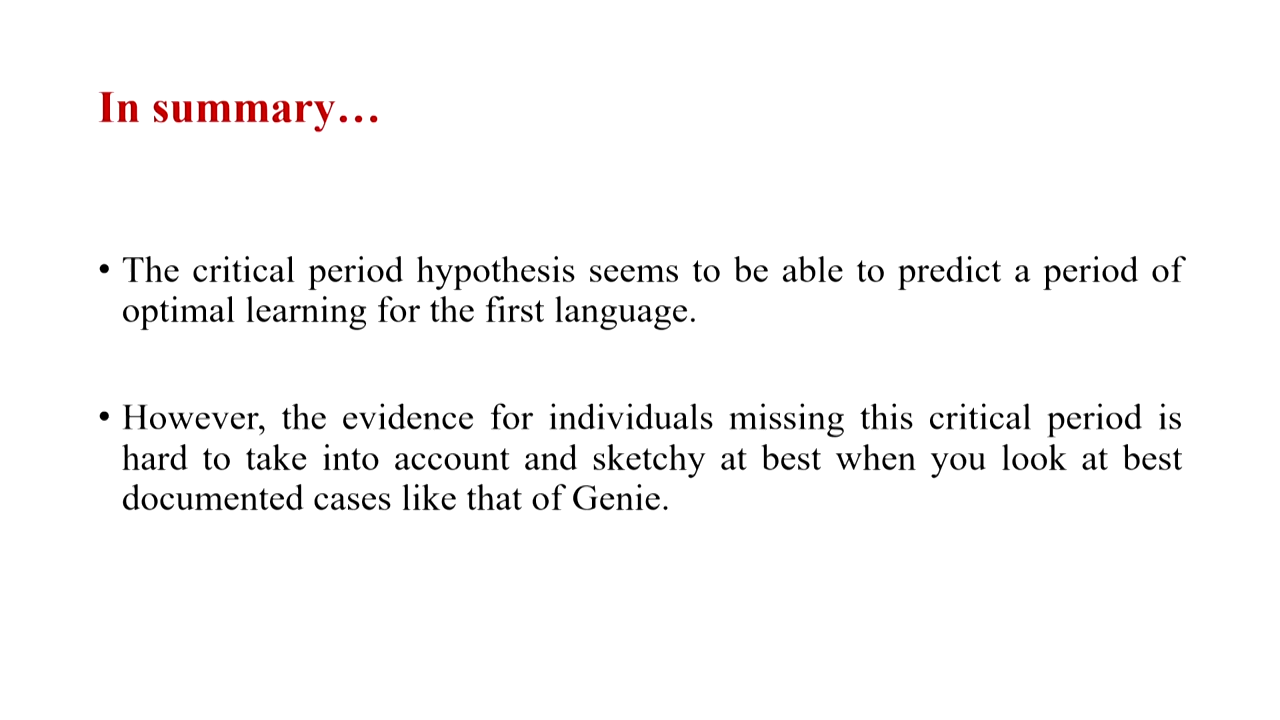 In summary…
• The critical period hypothesis seems to be able to predict a period of
optimal learning for the first language.
• However, the evidence for individuals missing this critical period is
hard to take into account and sketchy at best when you look at best
documented cases like that of Genie.